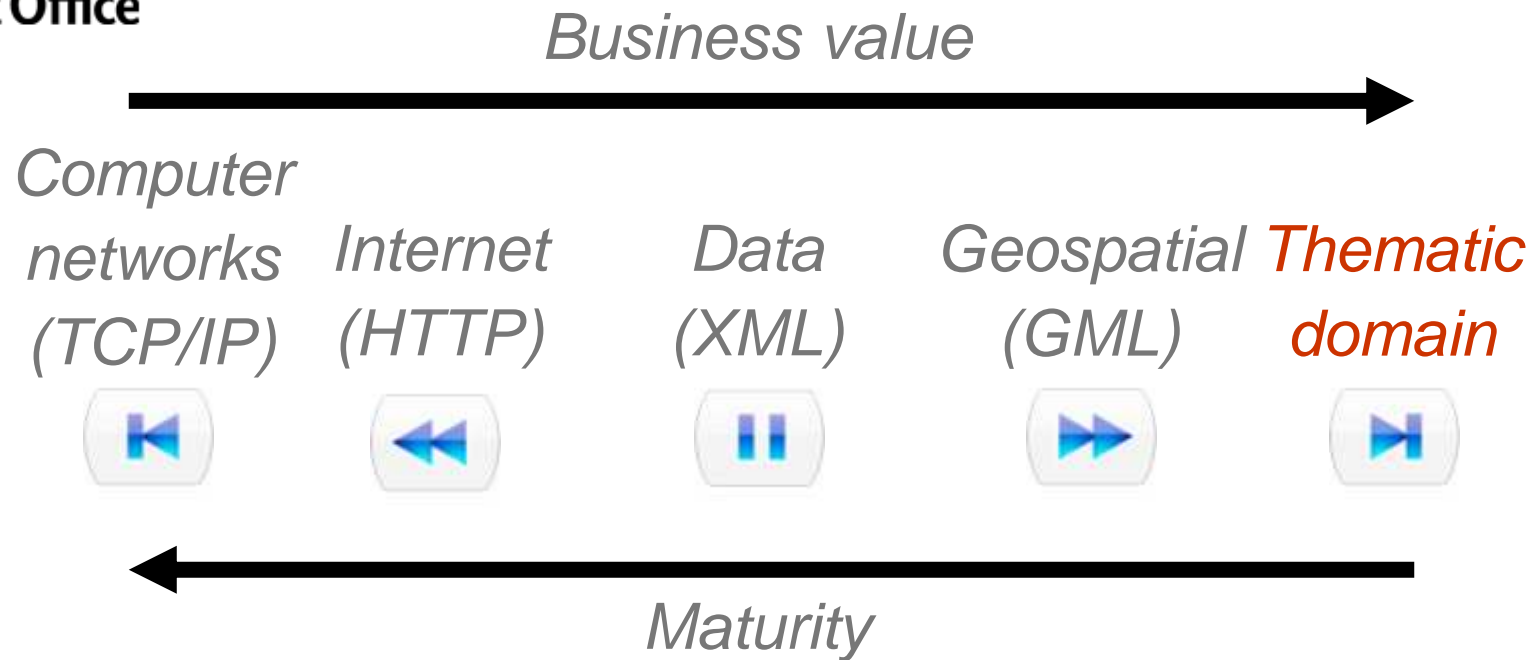 Office
Business value
Computer
networks
(TCP/IP)
Internet
(HTTP)
Data
(XML)
Geospatial
(GML)
Thematic
domain
Maturity